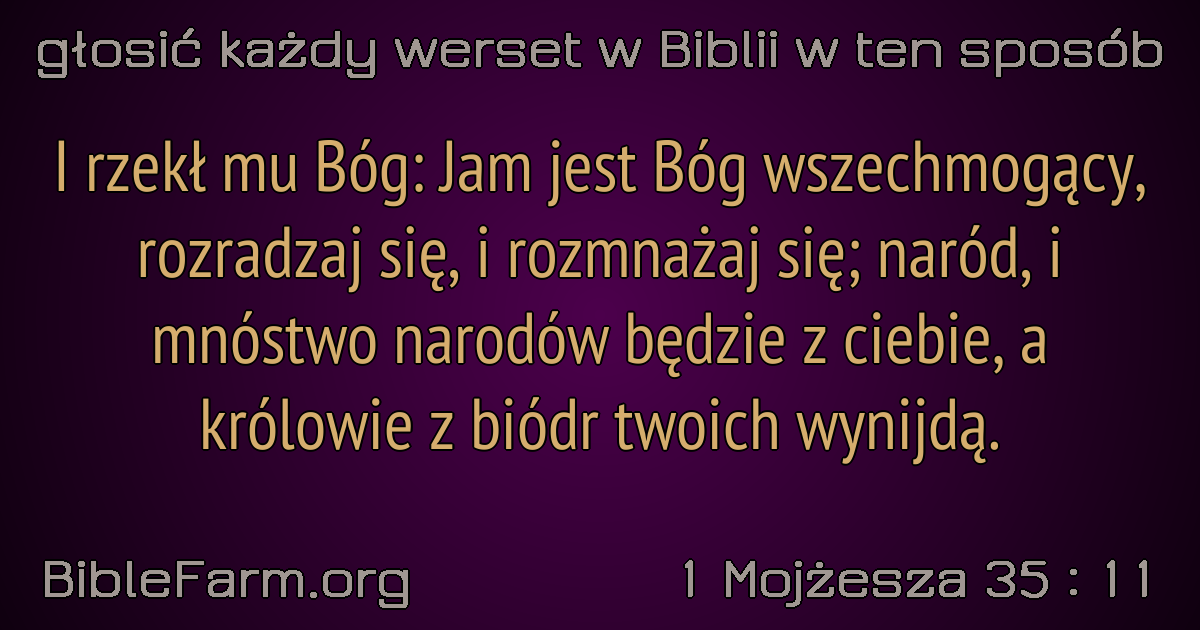 głosić każdy werset w Biblii w ten sposób
I rzekł mu Bóg: Jam jest Bóg wszechmogący,
rozradzaj się, i rozmnażaj się; naród, i
mnóstwo narodów będzie z ciebie, a
królowie z biódr twoich wynijdą.
BibleFarm.org
1 Mojżesza 35 : 11